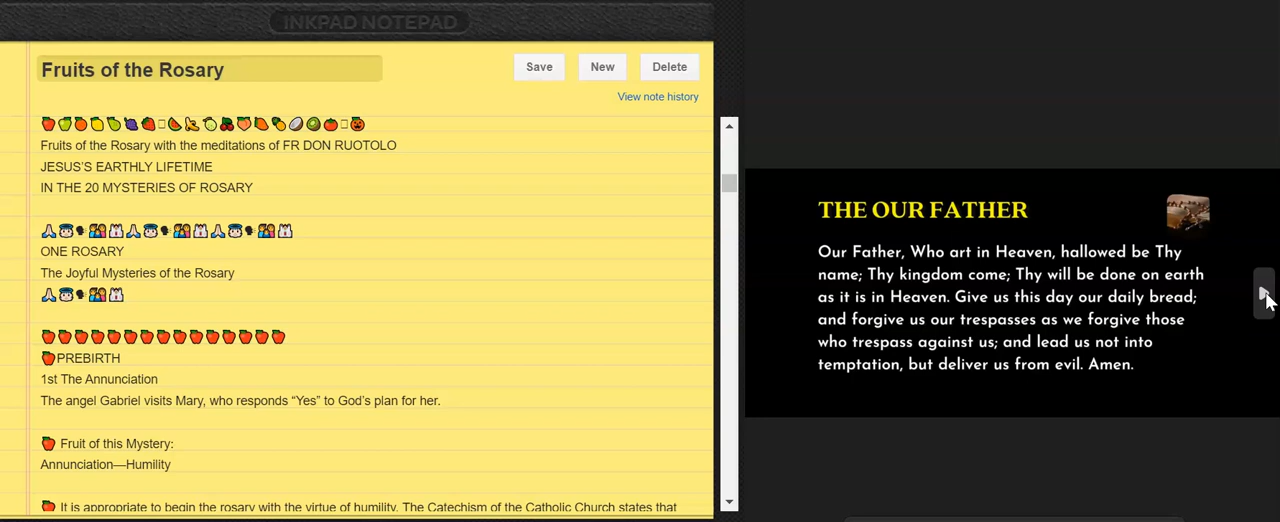 INKPAD NOTEPAD
Fruits of the Rosary
Save New Delete
View note history
Fruits of the Rosary with the meditations of FR DON RUOTOLO
JESUS'S EARTHLY LIFETIME
IN THE 20 MYSTERIES OF ROSARY
ONE ROSARY
The Joyful Mysteries of the Rosary
PREBIRTH
1st The Annunciation
The angel Gabriel visits Mary, who responds “Yes” to God's plan for her.
Fruit of this Mystery:
Annunciation—Humility
It is appropriate to begin the rosary with the virtue of humility. The Catechism of the Catholic Church states that
THE OUR FATHER
Our Father, Who art in Heaven, hallowed be Thy
name; Thy kingdom come; Thy will be done on earth
as it is in Heaven. Give us this day our daily bread;
and forgive us our trespasses as we forgive those
who trespass against us; and lead us not into
temptation, but deliver us from evil. Amen.